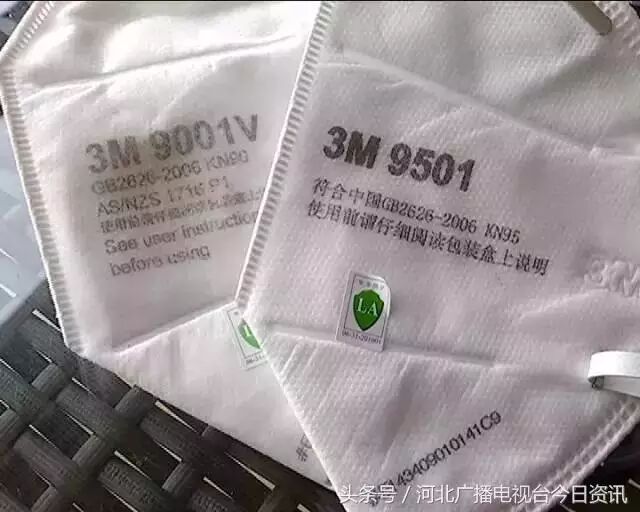 3M 9001V
GB2626-2006 KN90
AS/NZS 1716 P1
See user instruction
before using
3M 9501
符合中国GB2626-2006 KN95
使用前请仔细阅读包装盒上说明
3M
LA
头条号／河北广播电视台今日资讯